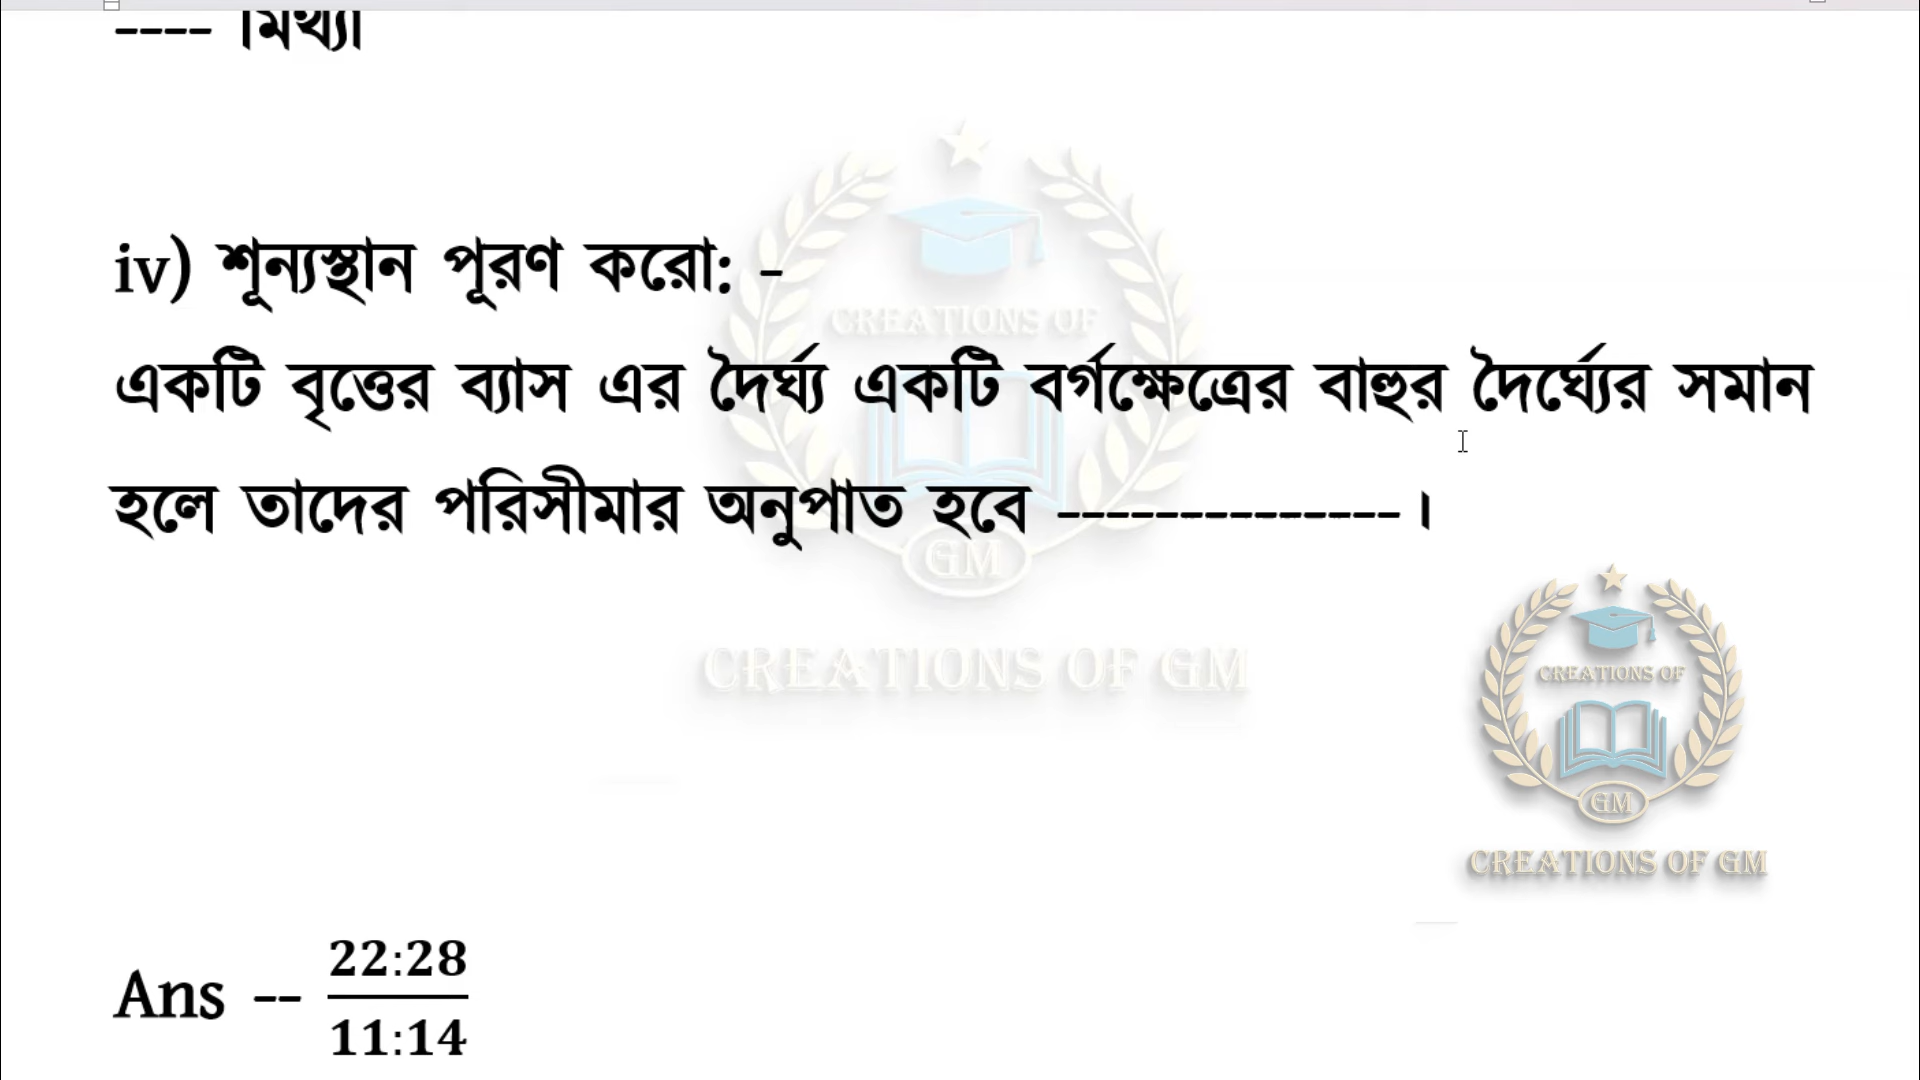 ---- মিথ্যা
iv) শূন্যস্থান পূরণ করো: -
একটি বৃত্তের ব্যাস এর দৈর্ঘ্য একটি বর্গক্ষেত্রের বাহুর দৈর্ঘ্যের সমান
হলে তাদের পরিসীমার অনুপাত হবে --------------।
CREATIONS OF
GM
CREATIONS OF GM
CREATIONS OF
GM
CREATIONS OF GM
Ans -- 22:28
11:14